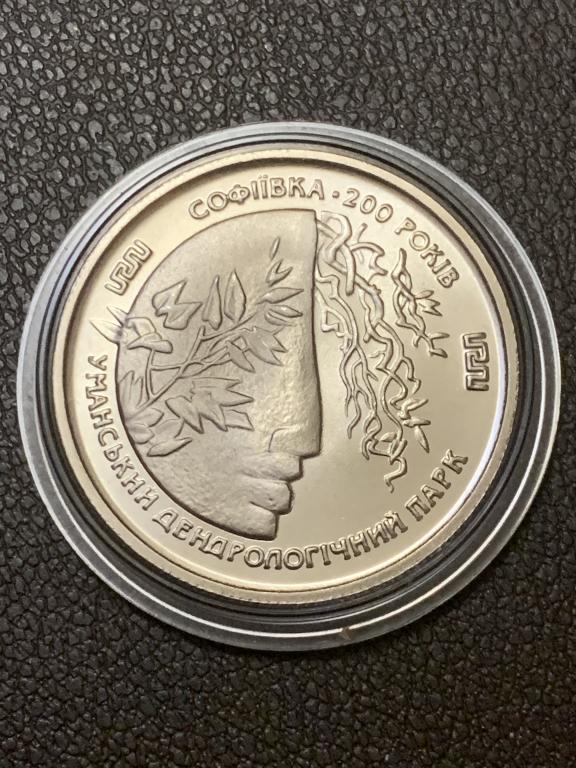 СОФІЇВКА · 200 РОКІВ
УМАНСЬКИЙ ДЕНДРОЛОГІЧНИЙ ПАРК